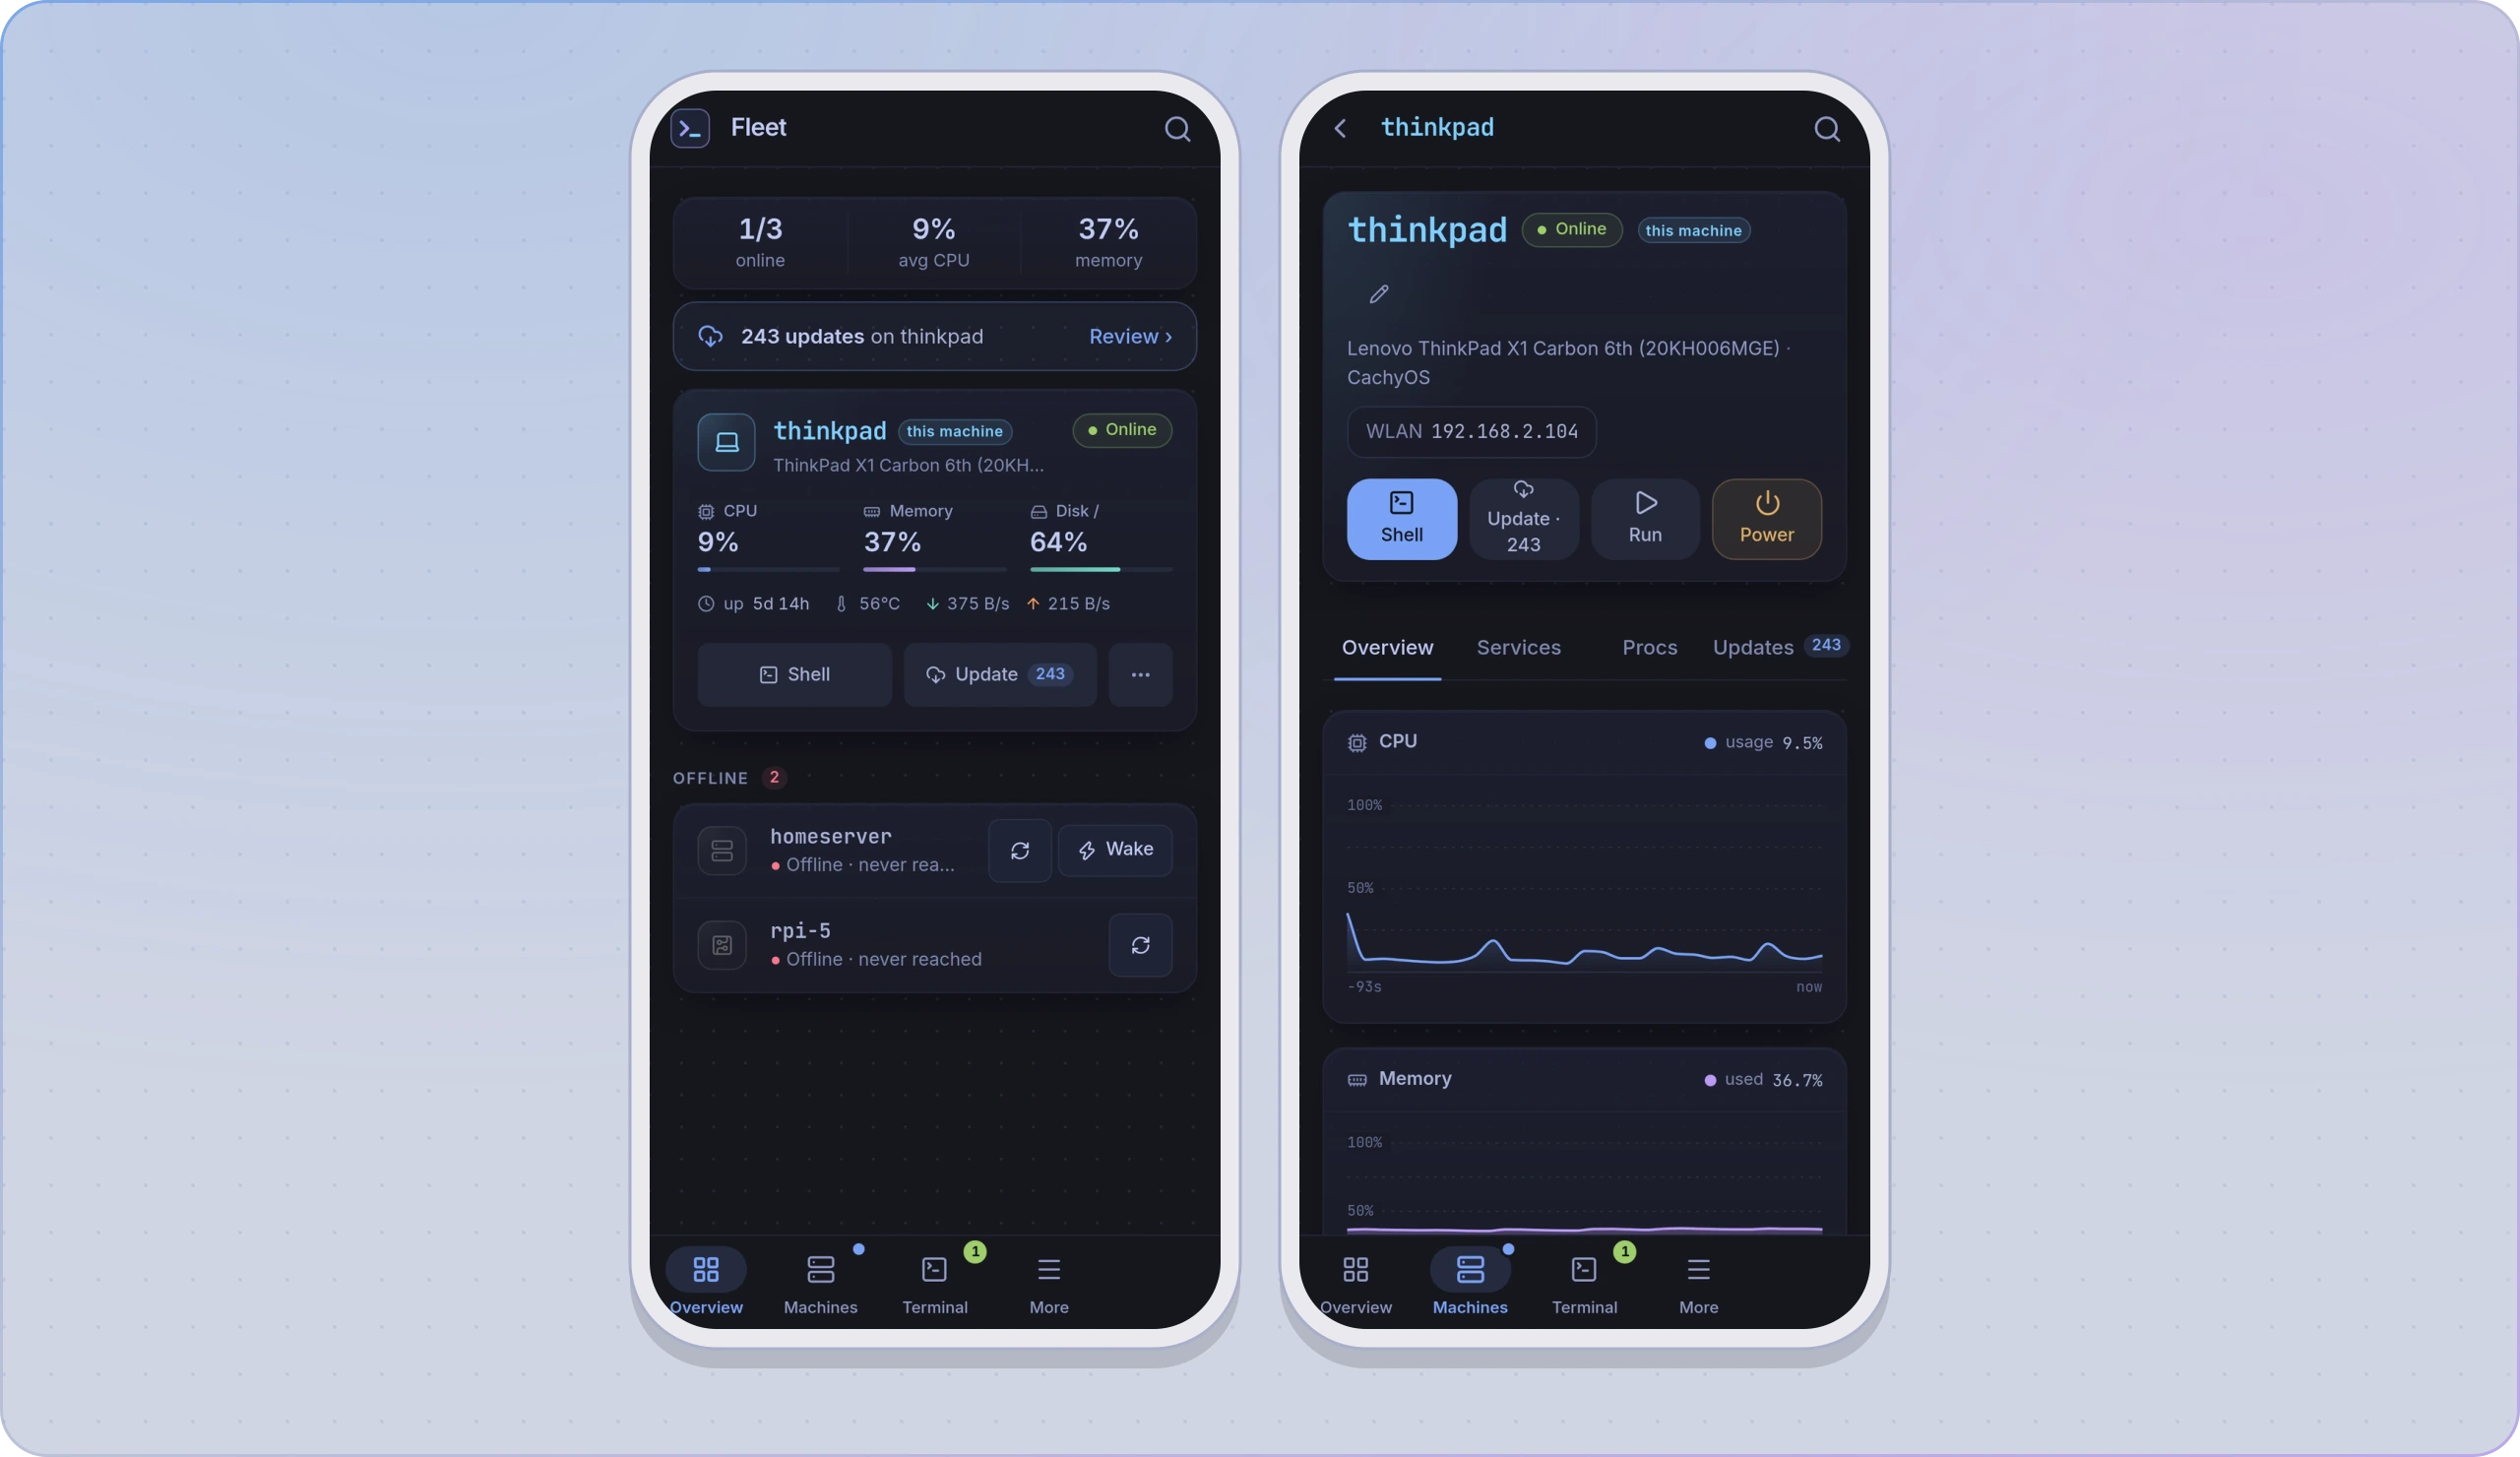 Fleet
1/3
online
9%
avg CPU
37%
memory
243 updates on thinkpad
Review ›
thinkpad
this machine
Online
ThinkPad X1 Carbon 6th (20KH...
CPU
9%
Memory
37%
Disk /
64%
up 5d 14h
56°C
375 B/s
215 B/s
Shell
Update 243
OFFLINE 2
homeserver
Offline · never rea...
Wake
rpi-5
Offline · never reached
1
Overview
Machines
Terminal
More
thinkpad
thinkpad
Online
this machine
Lenovo ThinkPad X1 Carbon 6th (20KH006MGE) ·
CachyOS
WLAN 192.168.2.104
Shell
Update ·
243
Run
Power
Overview
Services
Procs
Updates 243
CPU
usage 9.5%
100%
50%
-93s
now
Memory
used 36.7%
100%
50%
1
Overview
Machines
Terminal
More